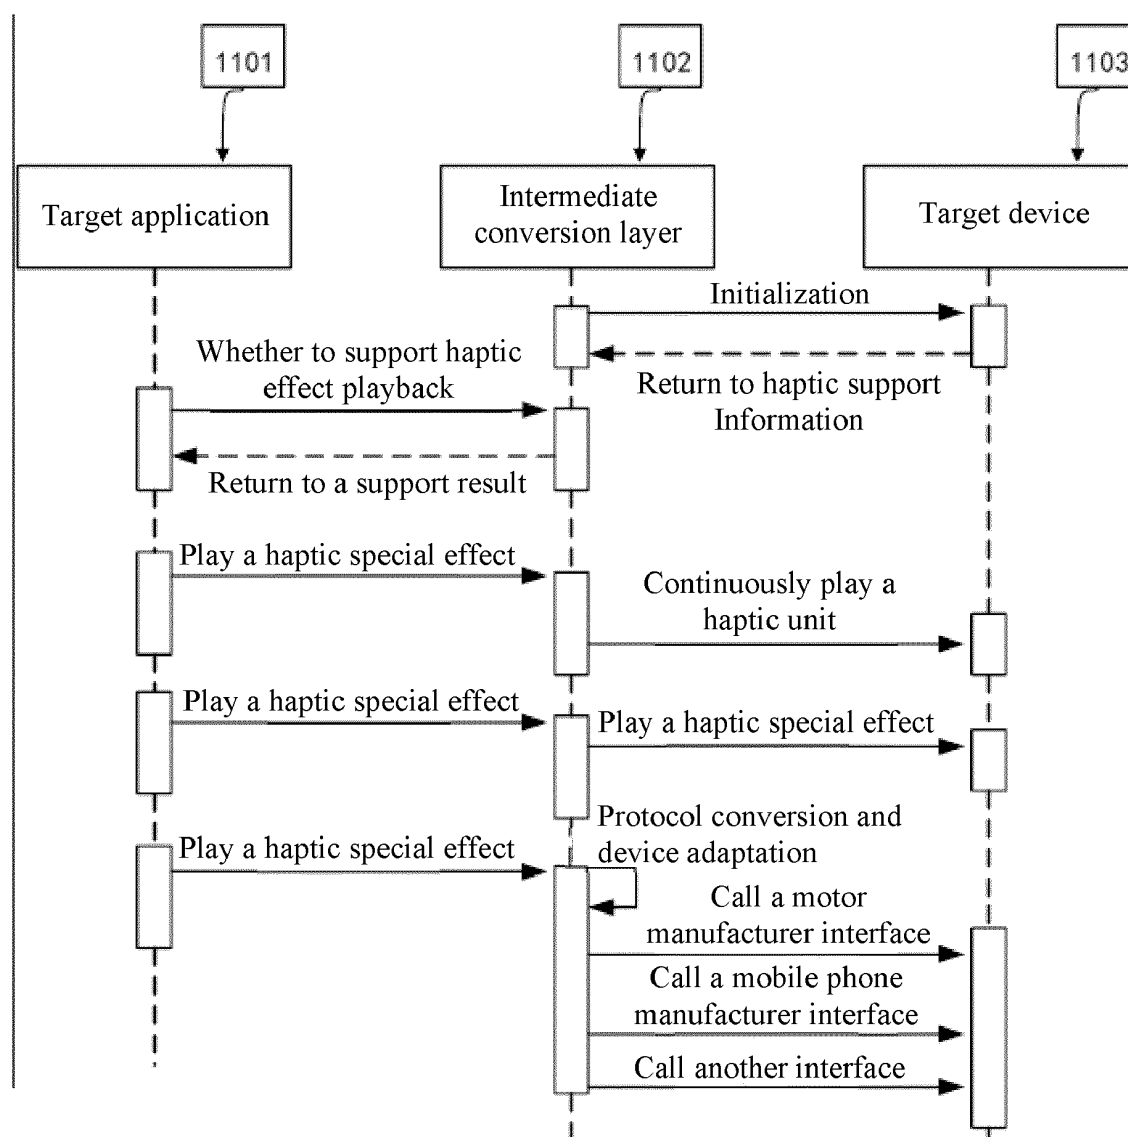 1101
1102
1103
Target application
Intermediate
conversion layer
Target device
Initialization
Whether to support haptic
effect playback
Return to haptic support
Information
Return to a support result
Play a haptic special effect
Continuously play a
haptic unit
Play a haptic special effect
Play a haptic special effect
Protocol conversion and
device adaptation
Play a haptic special effect
Call a motor
manufacturer interface
Call a mobile phone
manufacturer interface
Call another interface